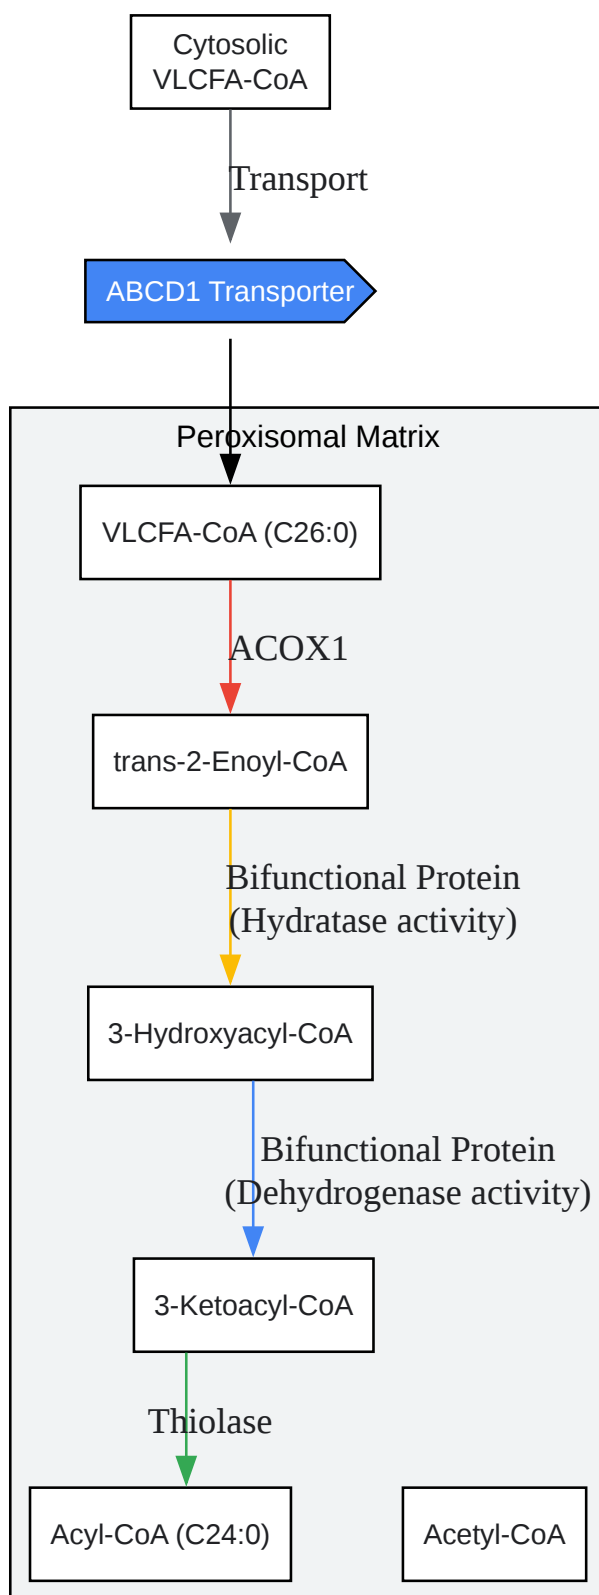 Cytosolic
VLCFA-CoA
Transport
ABCD1 Transporter
Peroxisomal Matrix
VLCFA-CoA (C26:0)
ACOX1
trans-2-Enoyl-CoA
Bifunctional Protein
(Hydratase activity)
3-Hydroxyacyl-CoA
Bifunctional Protein
(Dehydrogenase activity)
3-Ketoacyl-CoA
Thiolase
Acyl-CoA (C24:0)
Acetyl-CoA